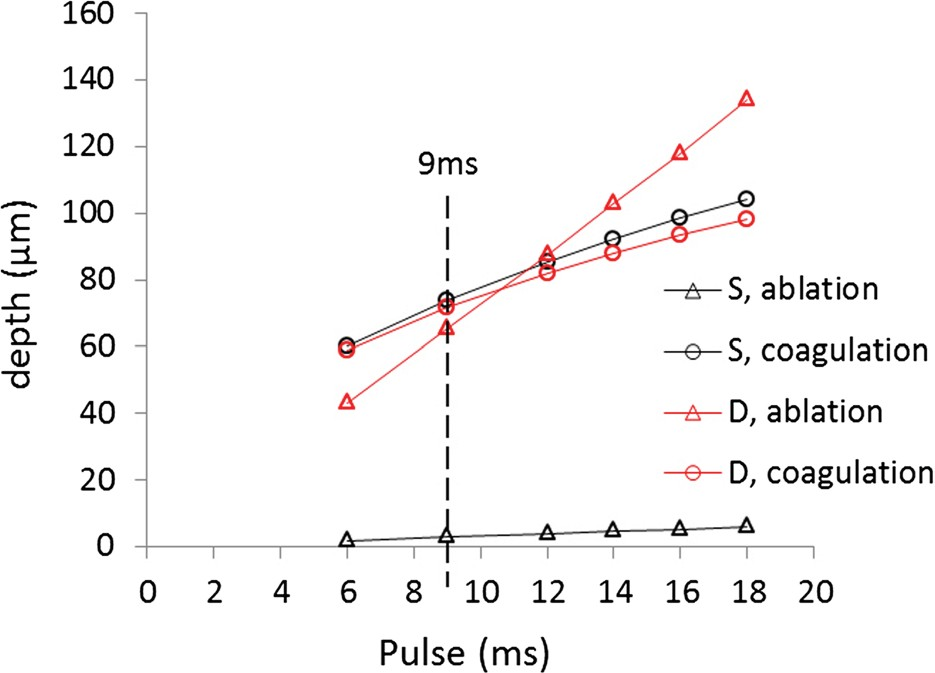 160
140
120
100
80
60
40
20
0
depth (μm)
9ms
S, ablation
S, coagulation
D, ablation
D, coagulation
0 2 4 6 8 10 12 14 16 18 20
Pulse (ms)